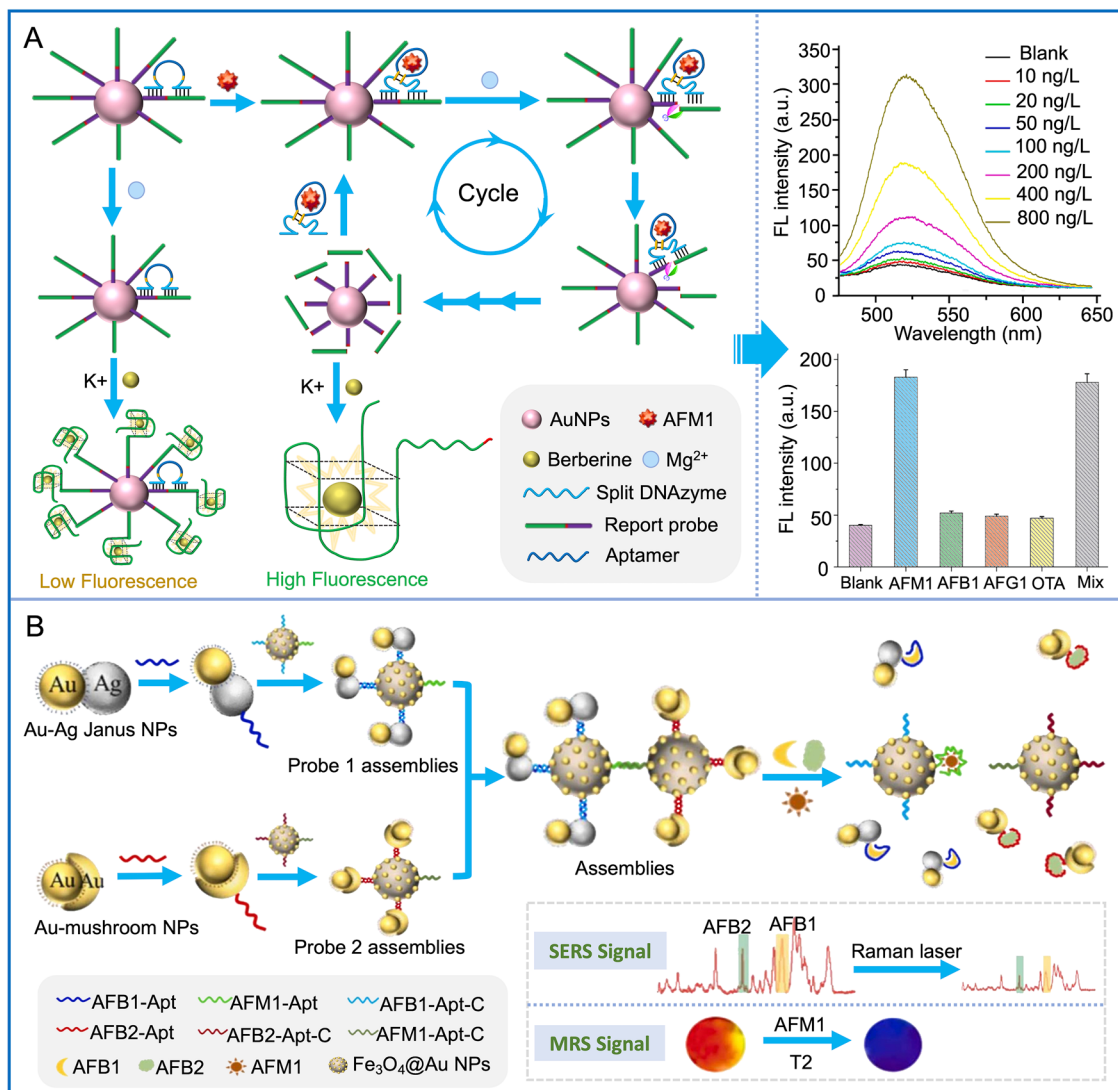 A
Cycle
K+
K+
Low Fluorescence
High Fluorescence
AuNPs
AFM1
Berberine
Mg²⁺
Split DNAzyme
Report probe
Aptamer
FL intensity (a.u.)
350
300
250
200
150
100
50
0
500
550
600
650
Wavelength (nm)
Blank
10 ng/L
20 ng/L
50 ng/L
100 ng/L
200 ng/L
400 ng/L
800 ng/L
FL intensity (a.u.)
200
150
100
50
0
Blank AFM1 AFB1 AFG1 OTA Mix
B
Au Ag
Au-Ag Janus NPs
Probe 1 assemblies
Au Au
Au-mushroom NPs
Probe 2 assemblies
Assemblies
AFB1-Apt AFM1-Apt AFB1-Apt-C
AFB2-Apt AFB2-Apt-C AFM1-Apt-C
AFB1 AFB2 AFM1 Fe₃O₄@Au NPs
SERS Signal
AFB2
AFB1
Raman laser
MRS Signal
AFM1
T2